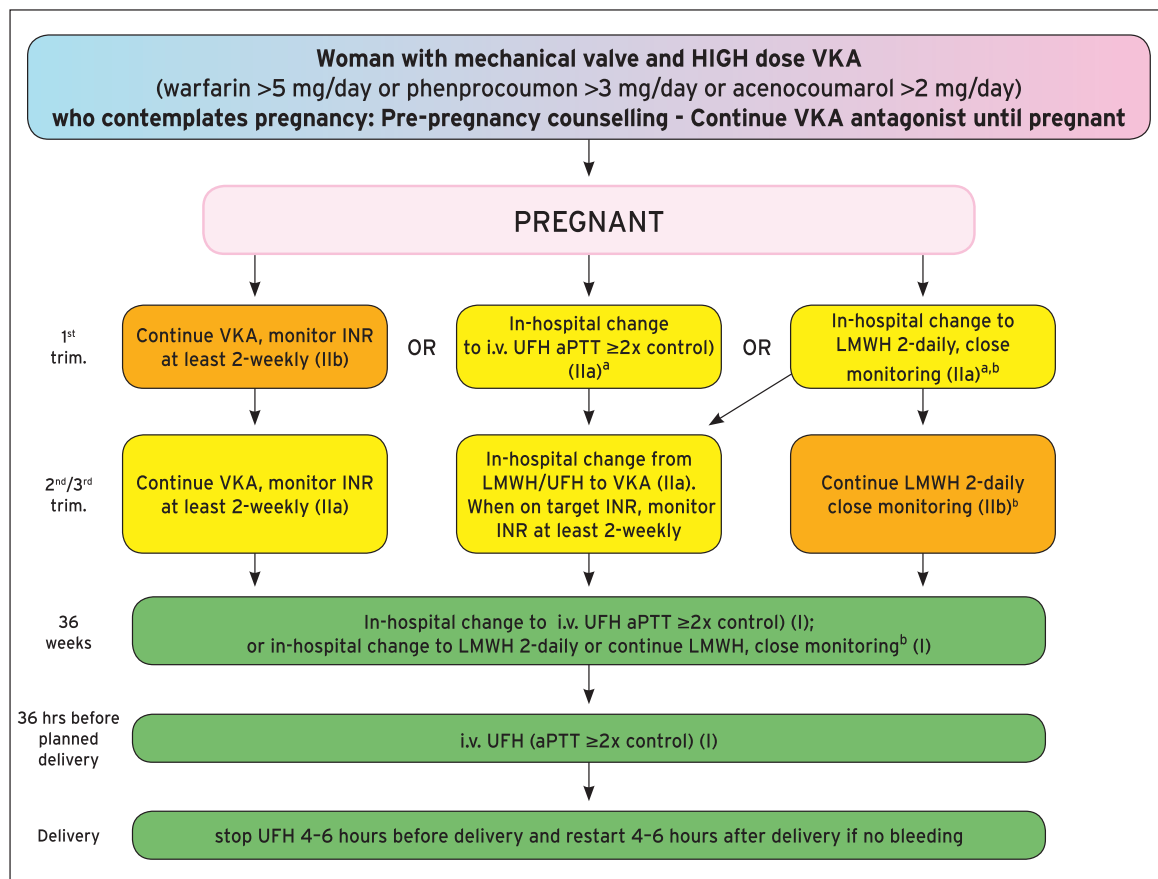 Woman with mechanical valve and HIGH dose VKA
(warfarin >5 mg/day or phenprocoumon >3 mg/day or acenocoumarol >2 mg/day)
who contemplates pregnancy: Pre-pregnancy counselling - Continue VKA antagonist until pregnant
PREGNANT
1st
trim.
Continue VKA, monitor INR
at least 2-weekly (IIb)
OR
In-hospital change
to i.v. UFH aPTT ≥2x control)
(IIa)a
OR
In-hospital change to
LMWH 2-daily, close
monitoring (IIa)a,b
2nd/3rd
trim.
Continue VKA, monitor INR
at least 2-weekly (IIa)
In-hospital change from
LMWH/UFH to VKA (IIa).
When on target INR, monitor
INR at least 2-weekly
Continue LMWH 2-daily
close monitoring (IIb)b
36
weeks
In-hospital change to i.v. UFH aPTT ≥2x control) (I);
or in-hospital change to LMWH 2-daily or continue LMWH, close monitoringb (I)
36 hrs before
planned
delivery
i.v. UFH (aPTT ≥2x control) (I)
Delivery
stop UFH 4–6 hours before delivery and restart 4–6 hours after delivery if no bleeding